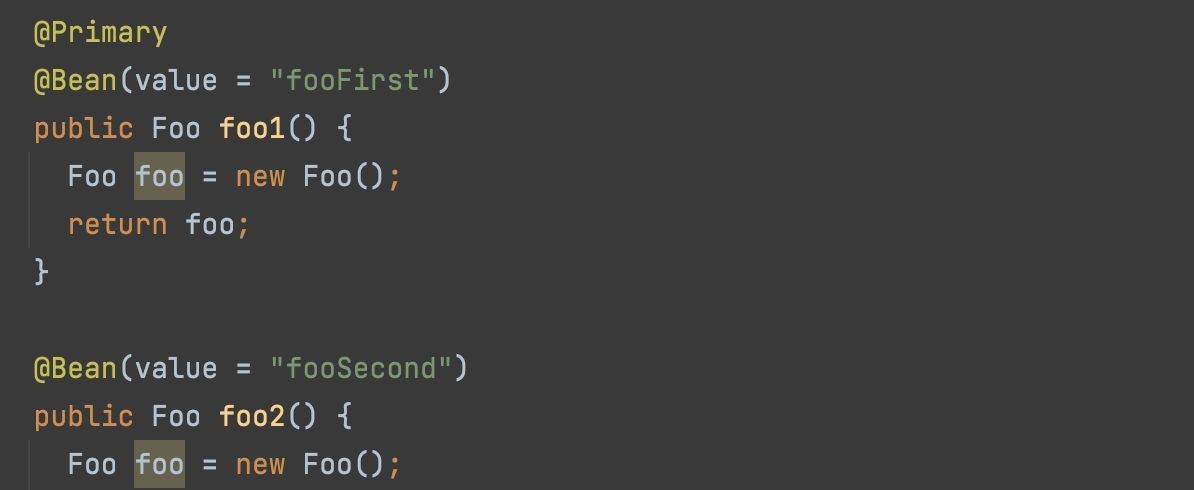 @Primary
@Bean(value = "fooFirst")
public Foo foo1() {
  Foo foo = new Foo();
  return foo;
}

@Bean(value = "fooSecond")
public Foo foo2() {
  Foo foo = new Foo();